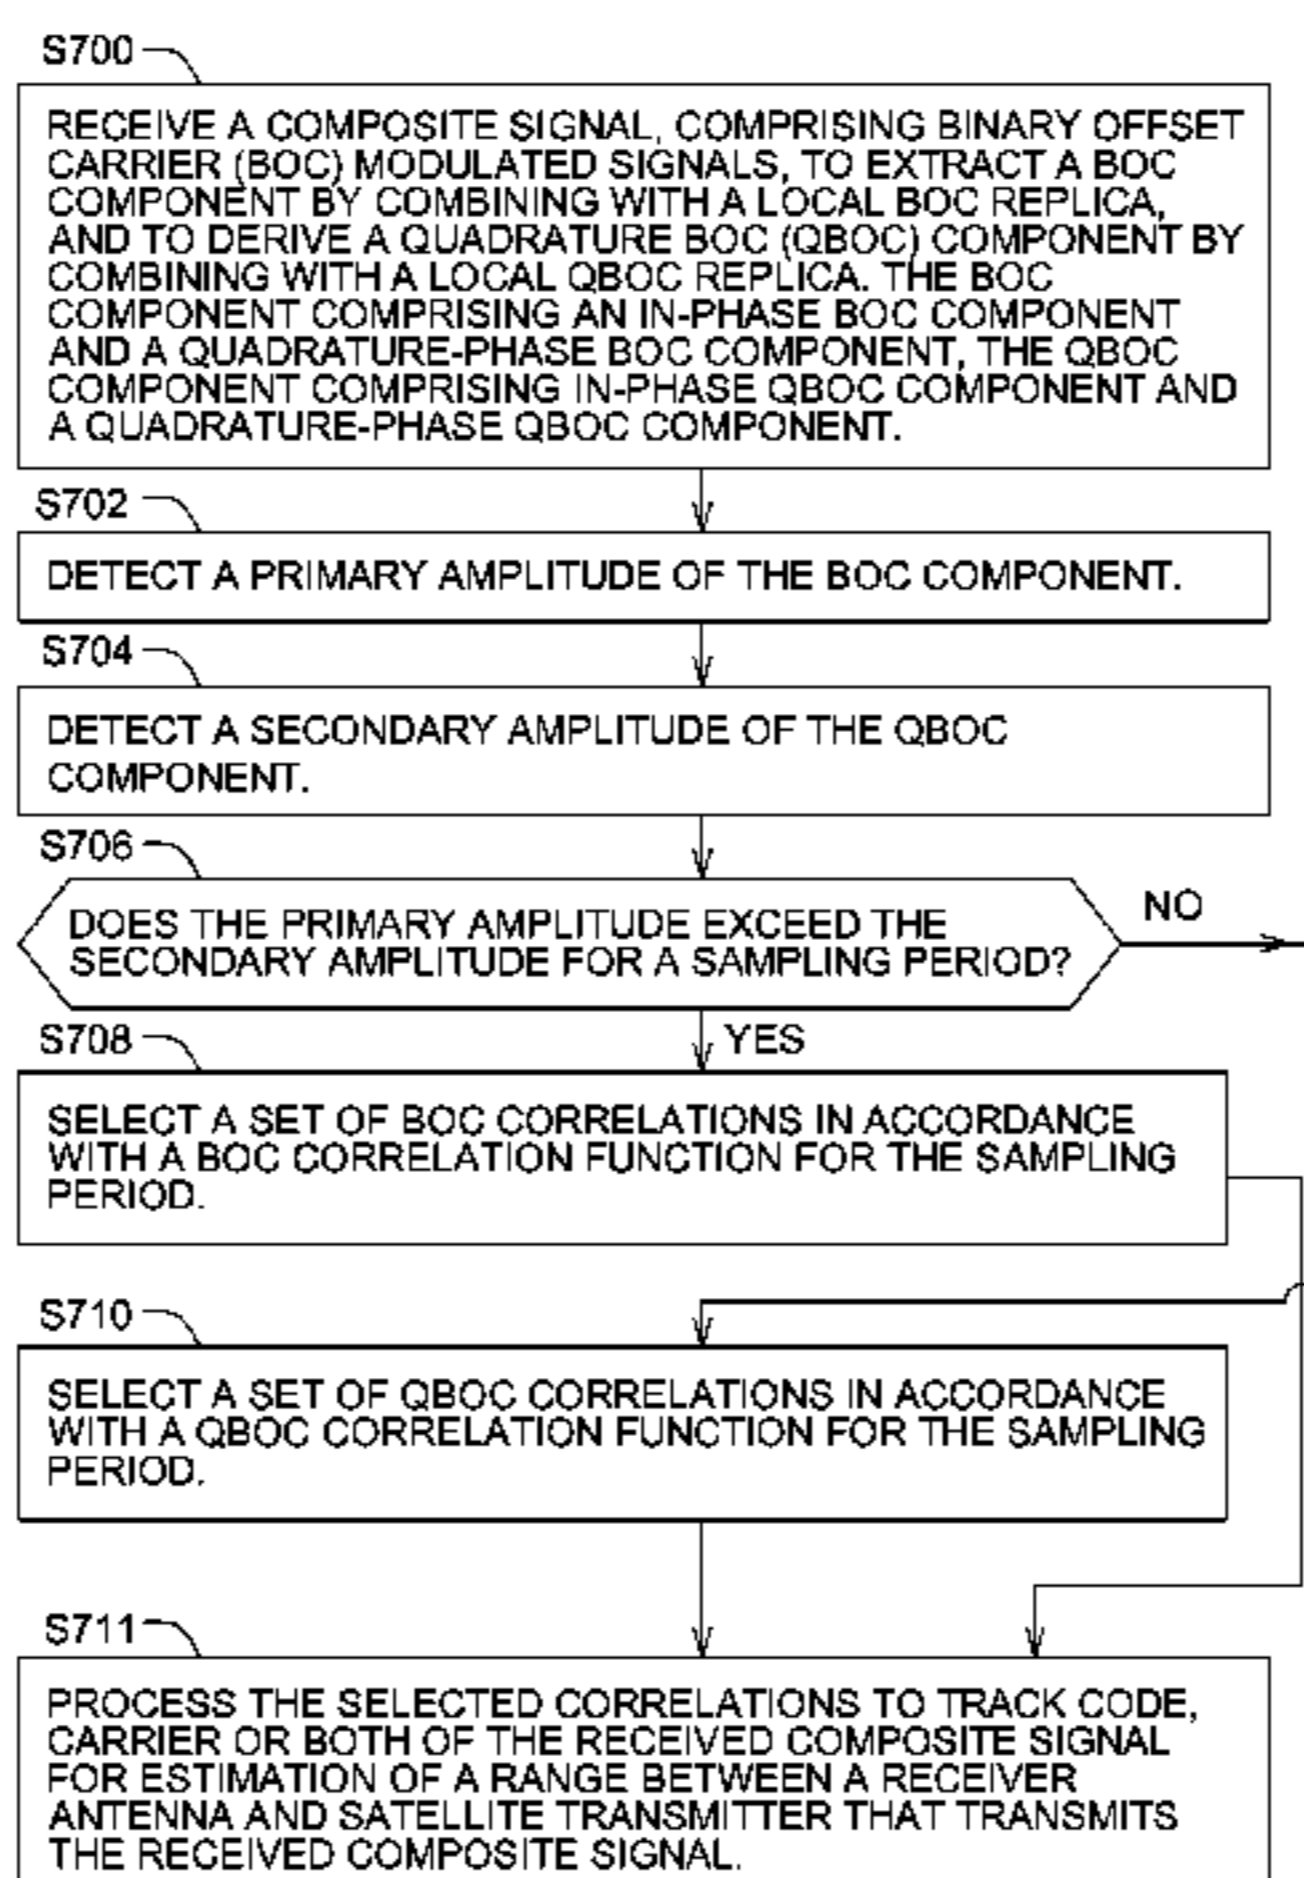 S700
RECEIVE A COMPOSITE SIGNAL, COMPRISING BINARY OFFSET
CARRIER (BOC) MODULATED SIGNALS, TO EXTRACT A BOC
COMPONENT BY COMBINING WITH A LOCAL BOC REPLICA,
AND TO DERIVE A QUADRATURE BOC (QBOC) COMPONENT BY
COMBINING WITH A LOCAL QBOC REPLICA. THE BOC
COMPONENT COMPRISING AN IN-PHASE BOC COMPONENT
AND A QUADRATURE-PHASE BOC COMPONENT, THE QBOC
COMPONENT COMPRISING IN-PHASE QBOC COMPONENT AND
A QUADRATURE-PHASE QBOC COMPONENT.
S702
DETECT A PRIMARY AMPLITUDE OF THE BOC COMPONENT.
S704
DETECT A SECONDARY AMPLITUDE OF THE QBOC
COMPONENT.
S706
DOES THE PRIMARY AMPLITUDE EXCEED THE
SECONDARY AMPLITUDE FOR A SAMPLING PERIOD?
NO
YES
S708
SELECT A SET OF BOC CORRELATIONS IN ACCORDANCE
WITH A BOC CORRELATION FUNCTION FOR THE SAMPLING
PERIOD.
S710
SELECT A SET OF QBOC CORRELATIONS IN ACCORDANCE
WITH A QBOC CORRELATION FUNCTION FOR THE SAMPLING
PERIOD.
S711
PROCESS THE SELECTED CORRELATIONS TO TRACK CODE,
CARRIER OR BOTH OF THE RECEIVED COMPOSITE SIGNAL
FOR ESTIMATION OF A RANGE BETWEEN A RECEIVER
ANTENNA AND SATELLITE TRANSMITTER THAT TRANSMITS
THE RECEIVED COMPOSITE SIGNAL.